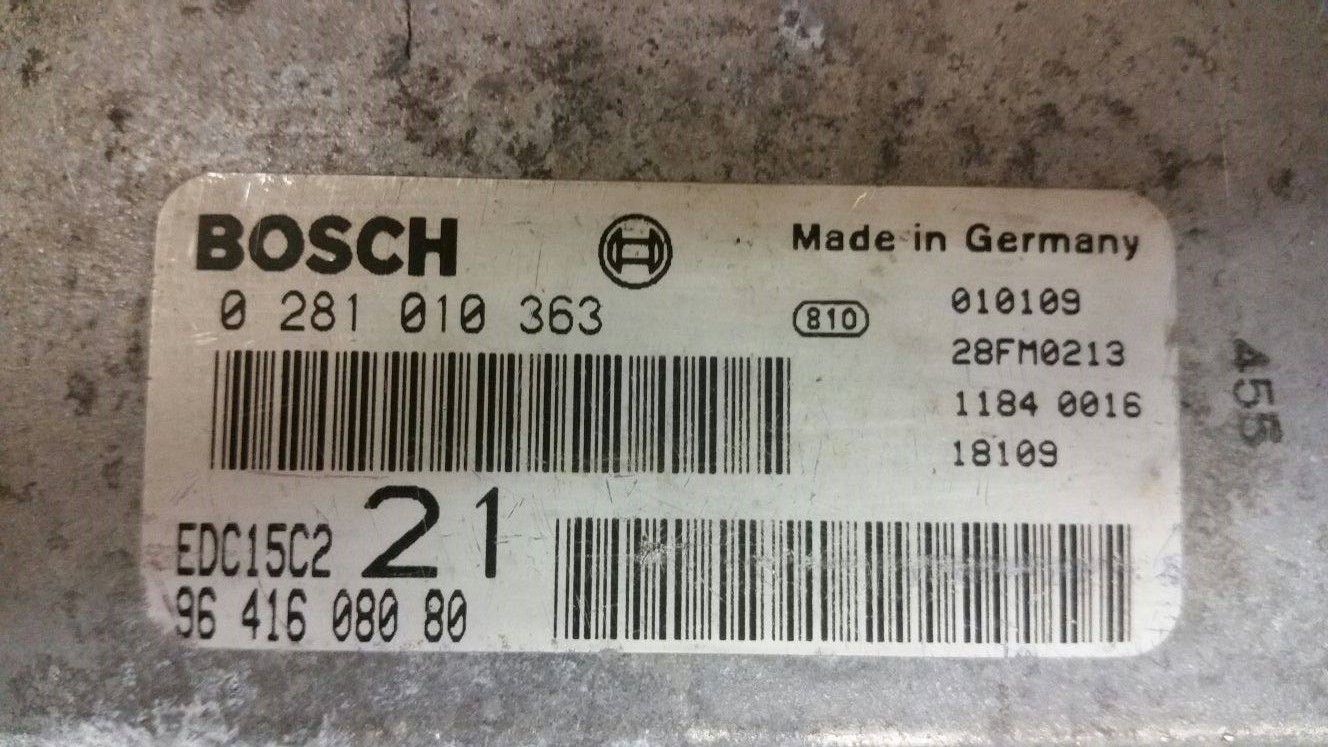 BOSCH
Made in Germany
0 281 010 363
810
010109
28FM0213
1184 0016
18109
EDC15C2 21
96 416 080 80
455